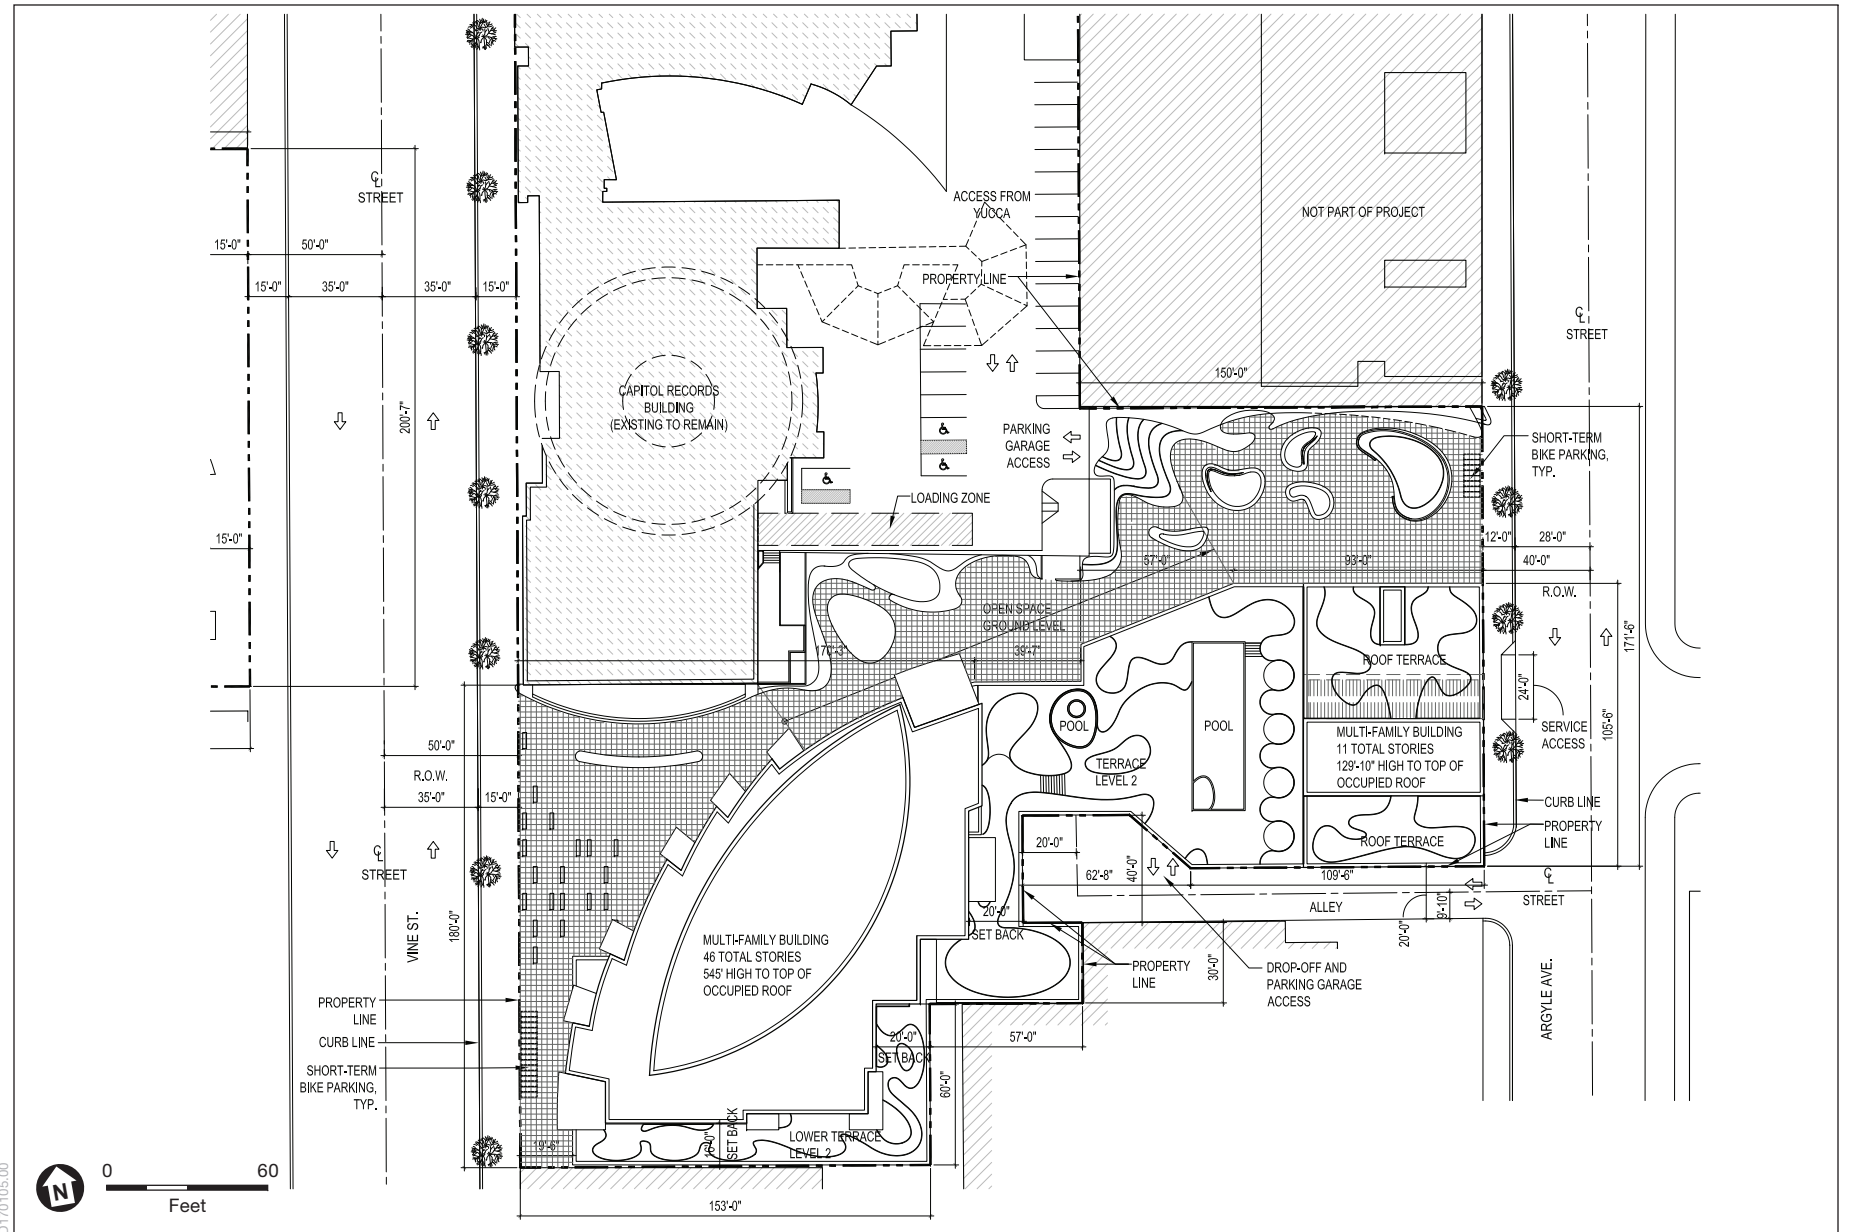 ℄
STREET
15'-0"
50'-0"
15'-0"
35'-0"
35'-0"
15'-0"
200'-7"
15'-0"
ACCESS FROM
YUCCA
PROPERTY LINE
NOT PART OF PROJECT
℄
STREET
150'-0"
CAPITOL RECORDS
BUILDING
(EXISTING TO REMAIN)
PARKING
GARAGE
ACCESS
LOADING ZONE
SHORT-TERM
BIKE PARKING,
TYP.
12'-0"
28'-0"
57'-0"
93'-0"
40'-0"
R.O.W.
OPEN SPACE
GROUND LEVEL
170'-3"
39'-7"
171'-6"
ROOF TERRACE
24'-0"
SERVICE
ACCESS
105'-6"
50'-0"
R.O.W.
35'-0"
15'-0"
POOL
POOL
TERRACE
LEVEL 2
MULTI-FAMILY BUILDING
11 TOTAL STORIES
129'-10" HIGH TO TOP OF
OCCUPIED ROOF
CURB LINE
PROPERTY
LINE
ROOF TERRACE
℄
STREET
VINE ST.
180'-0"
20'-0"
62'-8"
40'-0"
109'-6"
℄
STREET
ALLEY
9'-10"
20'-0"
20'-0"
SET BACK
MULTI-FAMILY BUILDING
46 TOTAL STORIES
545' HIGH TO TOP OF
OCCUPIED ROOF
PROPERTY
LINE
30'-0"
DROP-OFF AND
PARKING GARAGE
ACCESS
ARGYLE AVE.
PROPERTY
LINE
CURB LINE
SHORT-TERM
BIKE PARKING,
TYP.
20'-0"
SET BACK
57'-0"
60'-0"
19'-6"
16'-0"
SET BACK
LOWER TERRACE
LEVEL 2
153'-0"
N
0
60
Feet
D170105.00